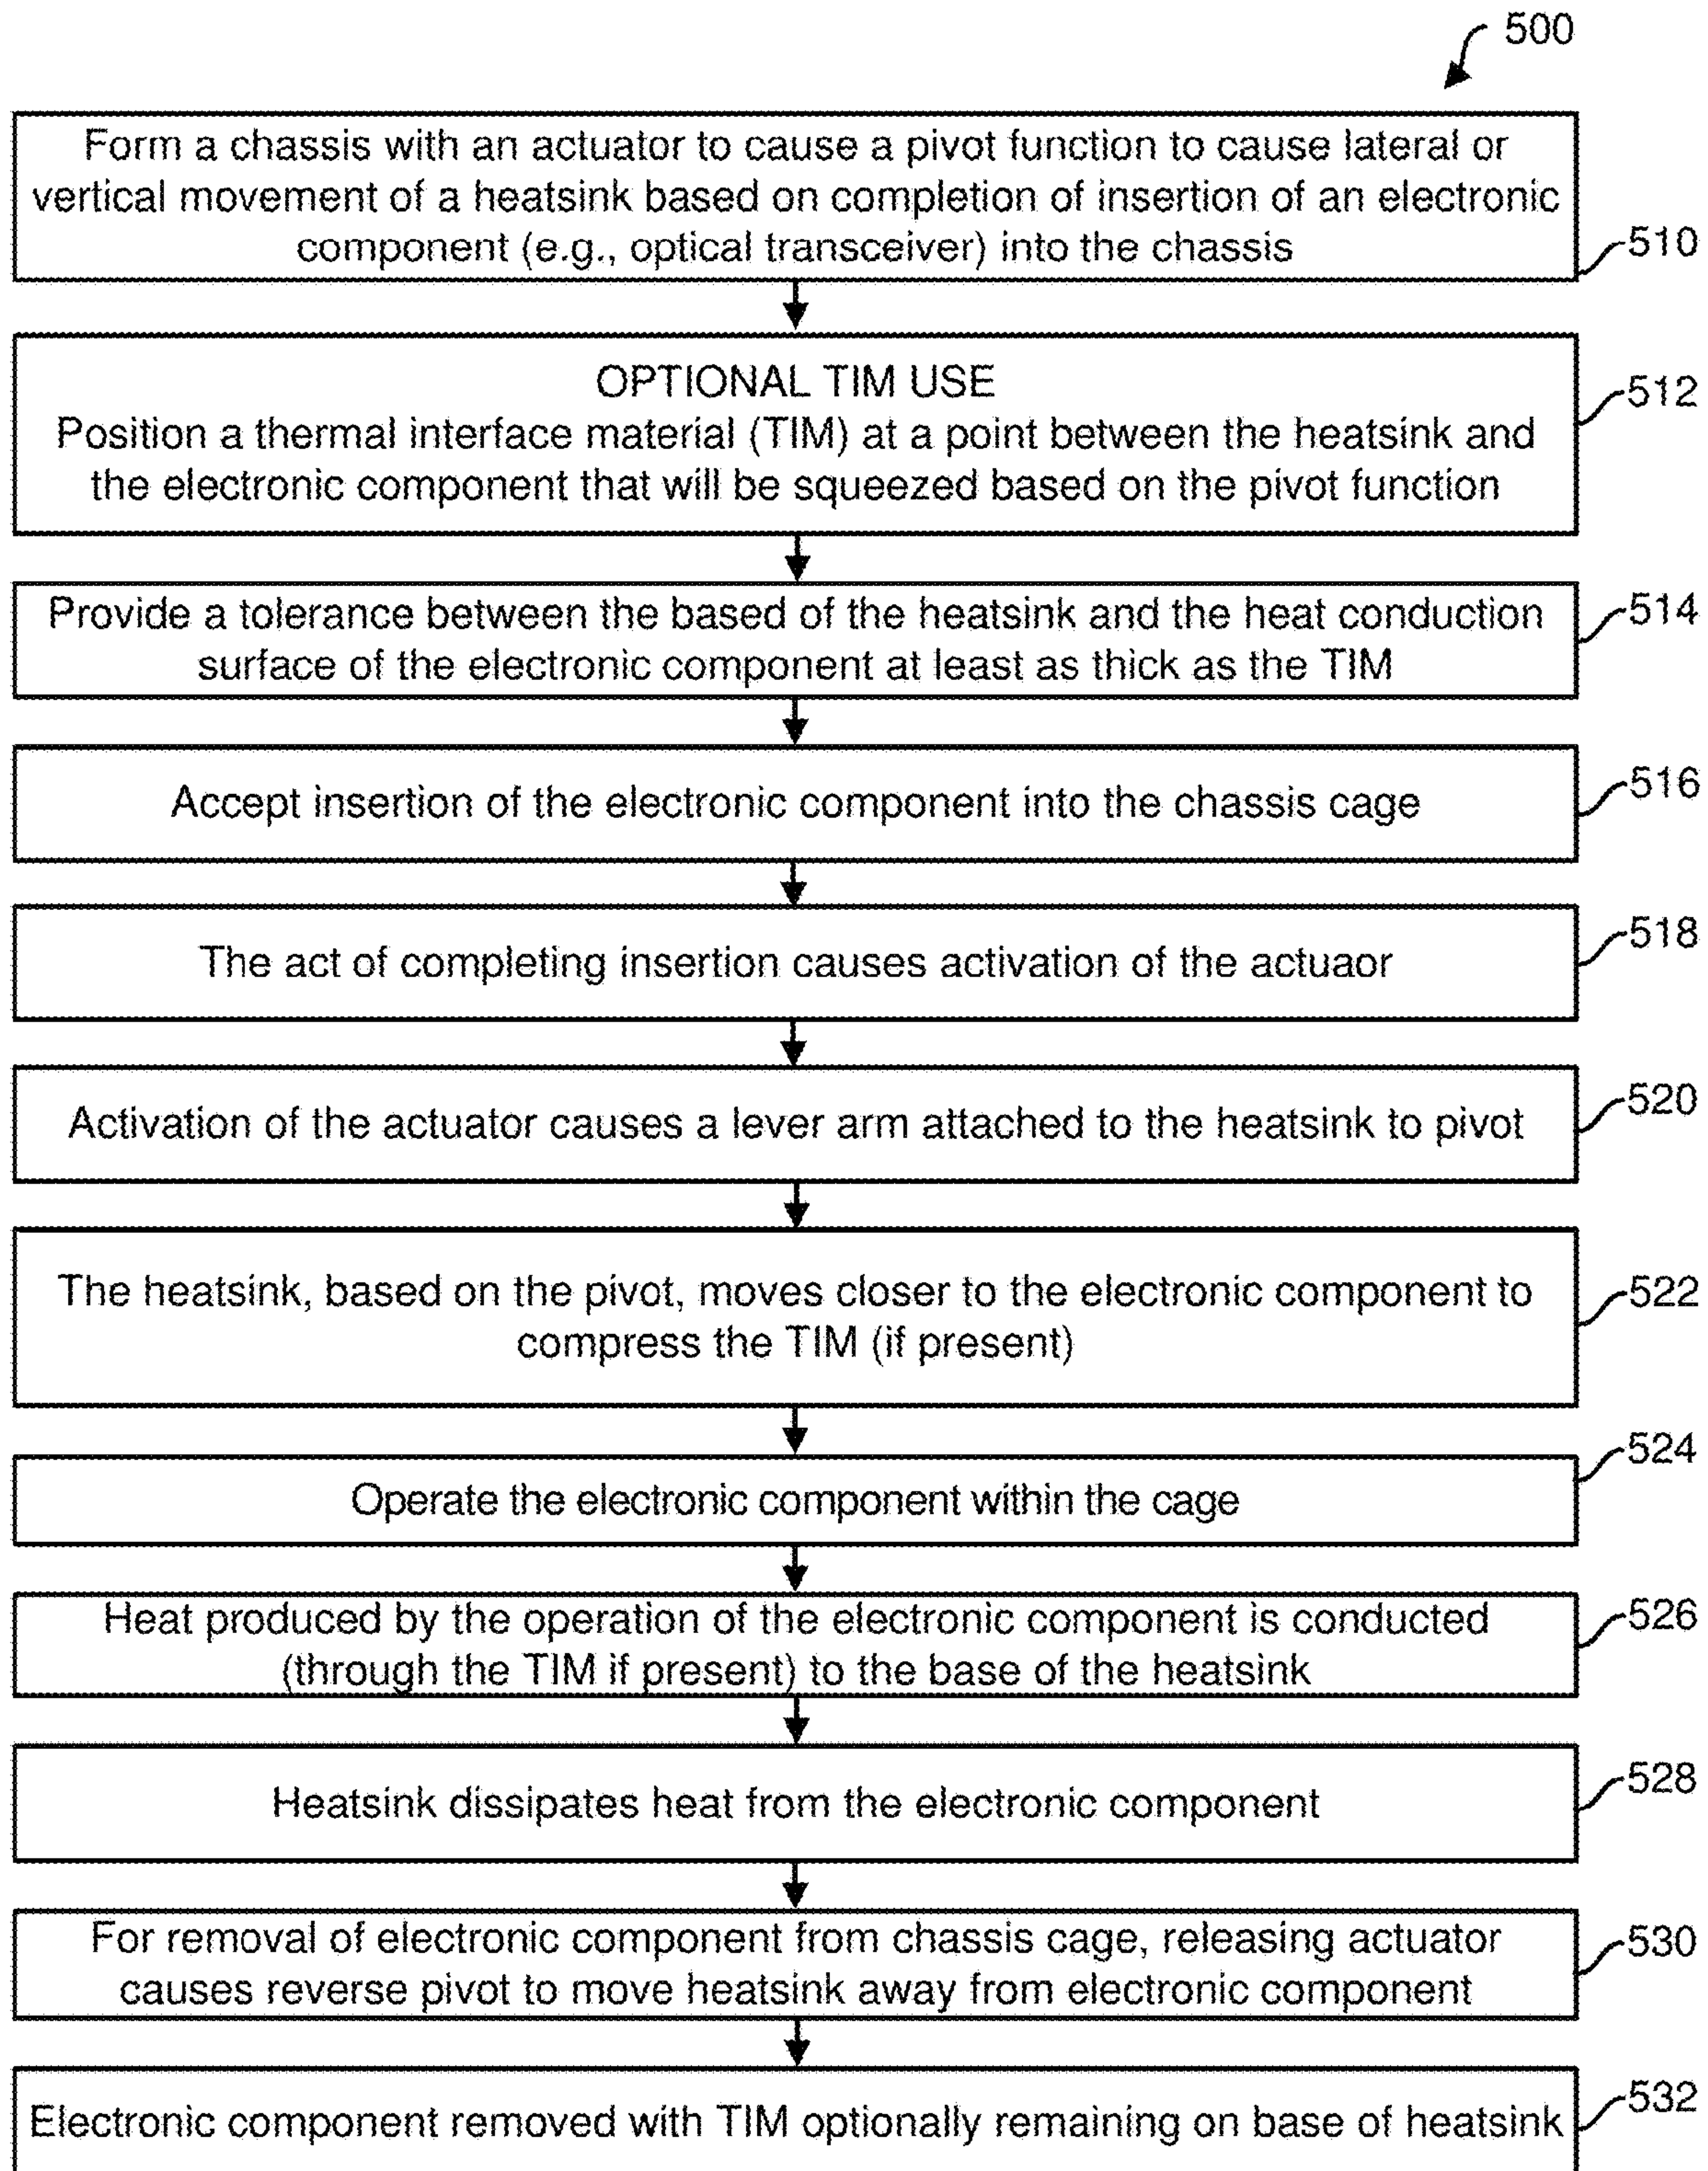 500
Form a chassis with an actuator to cause a pivot function to cause lateral or
vertical movement of a heatsink based on completion of insertion of an electronic
component (e.g., optical transceiver) into the chassis
510
OPTIONAL TIM USE
Position a thermal interface material (TIM) at a point between the heatsink and
the electronic component that will be squeezed based on the pivot function
512
Provide a tolerance between the based of the heatsink and the heat conduction
surface of the electronic component at least as thick as the TIM
514
Accept insertion of the electronic component into the chassis cage
516
The act of completing insertion causes activation of the actuaor
518
Activation of the actuator causes a lever arm attached to the heatsink to pivot
520
The heatsink, based on the pivot, moves closer to the electronic component to
compress the TIM (if present)
522
Operate the electronic component within the cage
524
Heat produced by the operation of the electronic component is conducted
(through the TIM if present) to the base of the heatsink
526
Heatsink dissipates heat from the electronic component
528
For removal of electronic component from chassis cage, releasing actuator
causes reverse pivot to move heatsink away from electronic component
530
Electronic component removed with TIM optionally remaining on base of heatsink
532